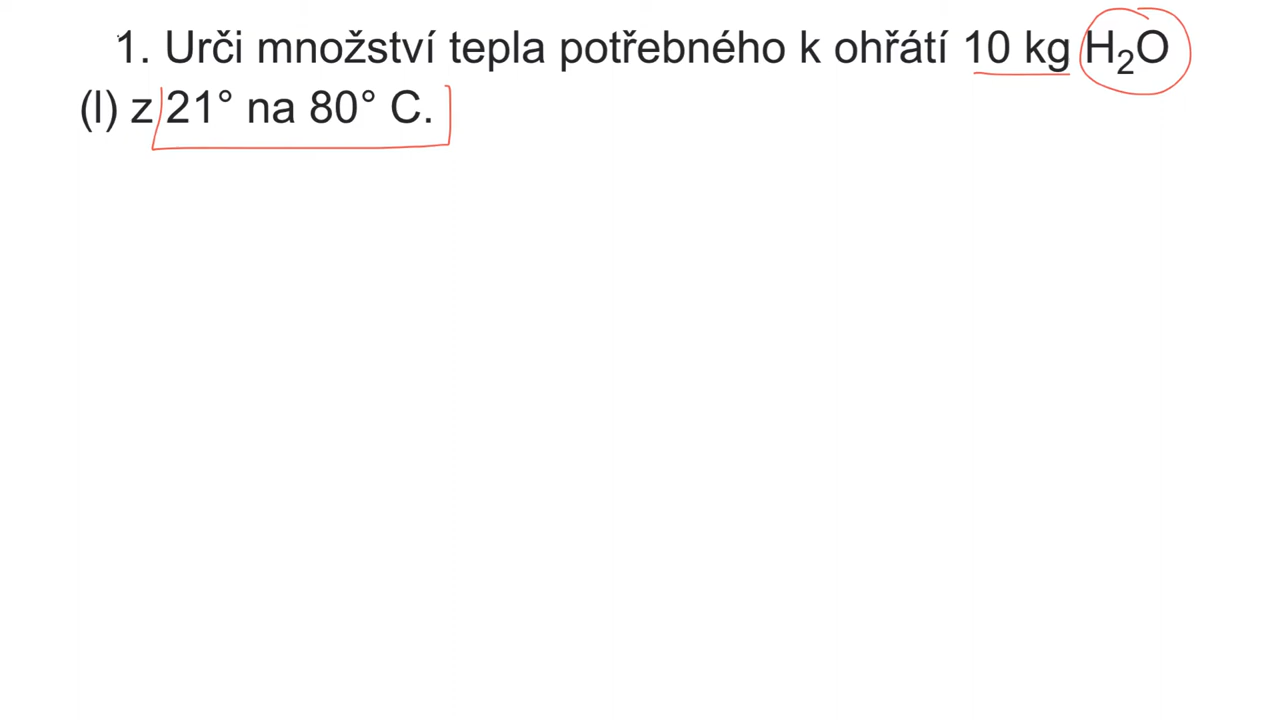 1. Urči množství tepla potřebného k ohřátí 10 kg H₂O
(l) z 21° na 80° C.